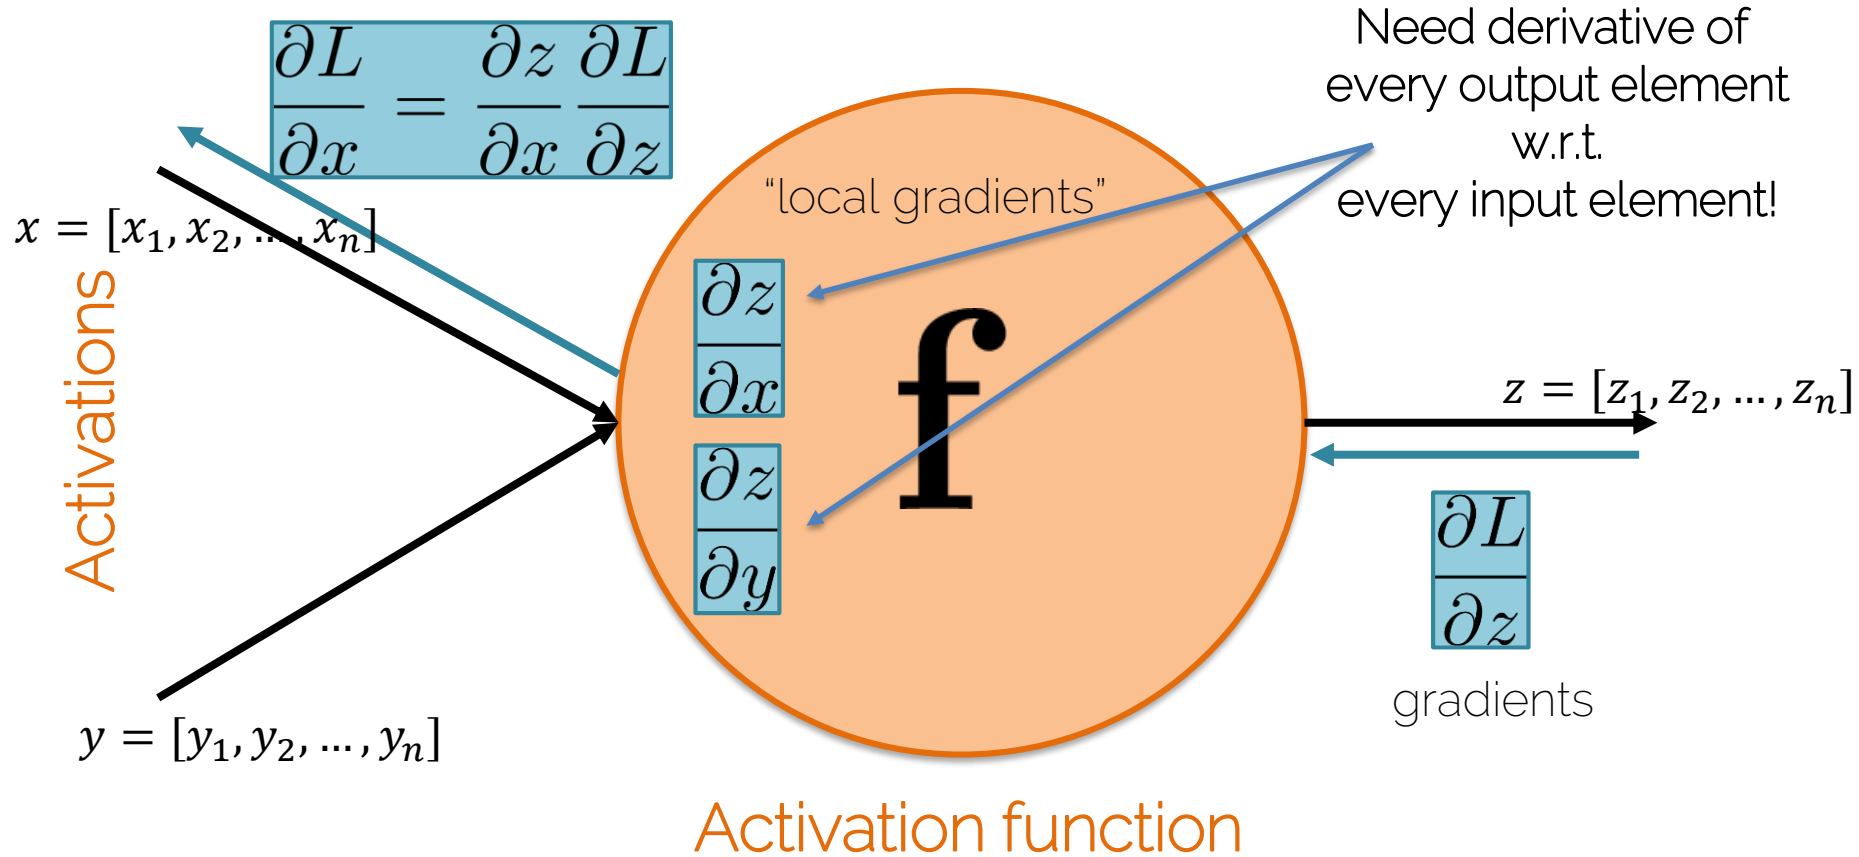 ∂L/∂x = ∂z/∂x ∂L/∂z
Need derivative of
every output element
w.r.t.
every input element!
“local gradients”
x = [x₁, x₂, … , xₙ]
Activations
∂z/∂x
f
∂z/∂y
z = [z₁, z₂, … , zₙ]
∂L/∂z
gradients
y = [y₁, y₂, … , yₙ]
Activation function